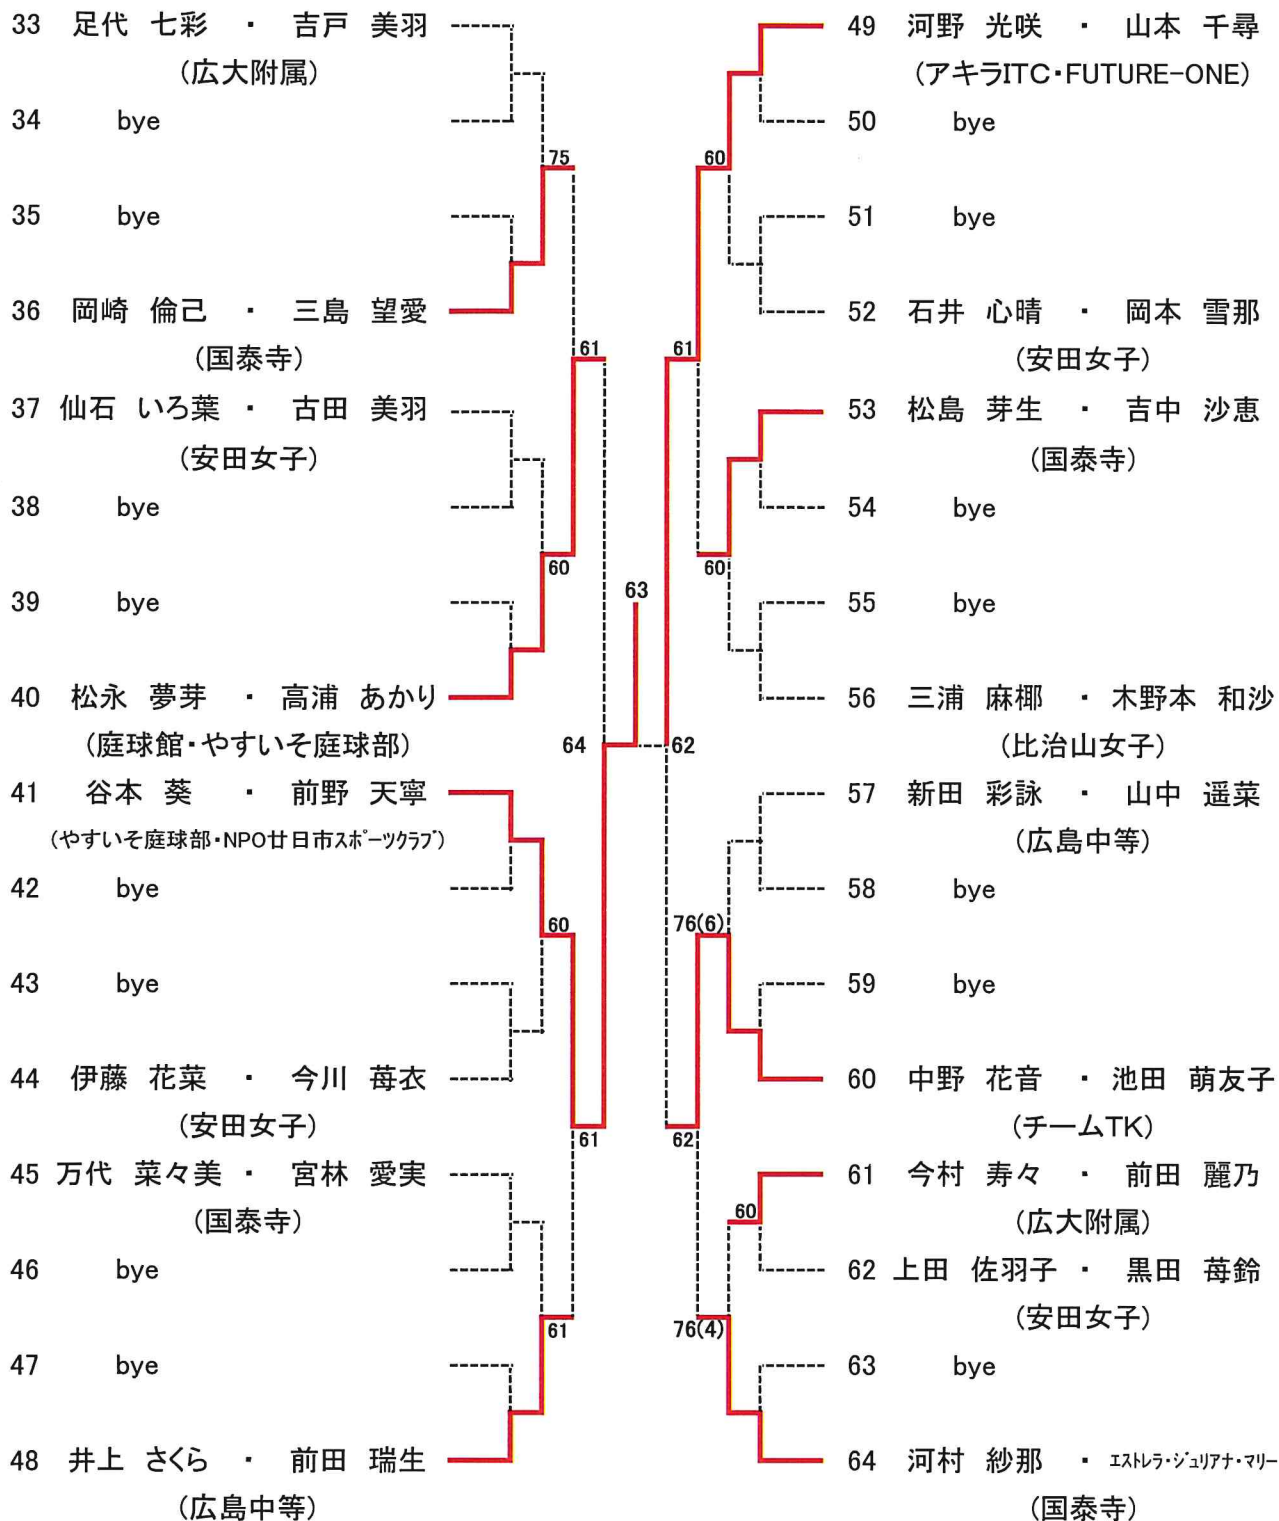 33 足代 七彩 ・ 吉戸 美羽
(広大附属)
34 bye
75
35 bye
36 岡崎 倫己 ・ 三島 望愛
(国泰寺)
61
37 仙石 いろ葉 ・ 古田 美羽
(安田女子)
38 bye
60
39 bye
63
40 松永 夢芽 ・ 高浦 あかり
(庭球館・やすいそ庭球部)
64
41 谷本 葵 ・ 前野 天寧
(やすいそ庭球部・NPO廿日市スポーツクラブ)
42 bye
60
43 bye
44 伊藤 花菜 ・ 今川 苺衣
(安田女子)
61
45 万代 菜々美 ・ 宮林 愛実
(国泰寺)
46 bye
61
47 bye
48 井上 さくら ・ 前田 瑞生
(広島中等)
49 河野 光咲 ・ 山本 千尋
(アキラITC・FUTURE-ONE)
50 bye
60
51 bye
52 石井 心晴 ・ 岡本 雪那
(安田女子)
61
53 松島 芽生 ・ 吉中 沙恵
(国泰寺)
54 bye
60
55 bye
56 三浦 麻椰 ・ 木野本 和沙
(比治山女子)
62
57 新田 彩詠 ・ 山中 遥菜
(広島中等)
58 bye
76(6)
59 bye
60 中野 花音 ・ 池田 萌友子
(チームTK)
62
61 今村 寿々 ・ 前田 麗乃
60
(広大附属)
62 上田 佐羽子 ・ 黒田 苺鈴
(安田女子)
76(4)
63 bye
64 河村 紗那 ・ エストレラ・ジュリアナ・マリー
(国泰寺)